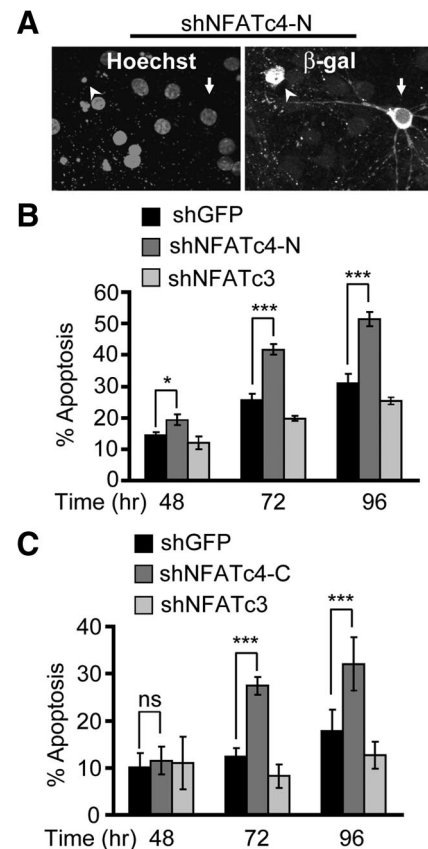 A
shNFATc4-N
Hoechst
β-gal
B
shGFP
shNFATc4-N
shNFATc3
% Apoptosis
60
50
40
30
20
10
0
*
***
***
Time (hr) 48 72 96
C
shGFP
shNFATc4-C
shNFATc3
% Apoptosis
40
30
20
10
0
ns
***
***
Time (hr) 48 72 96